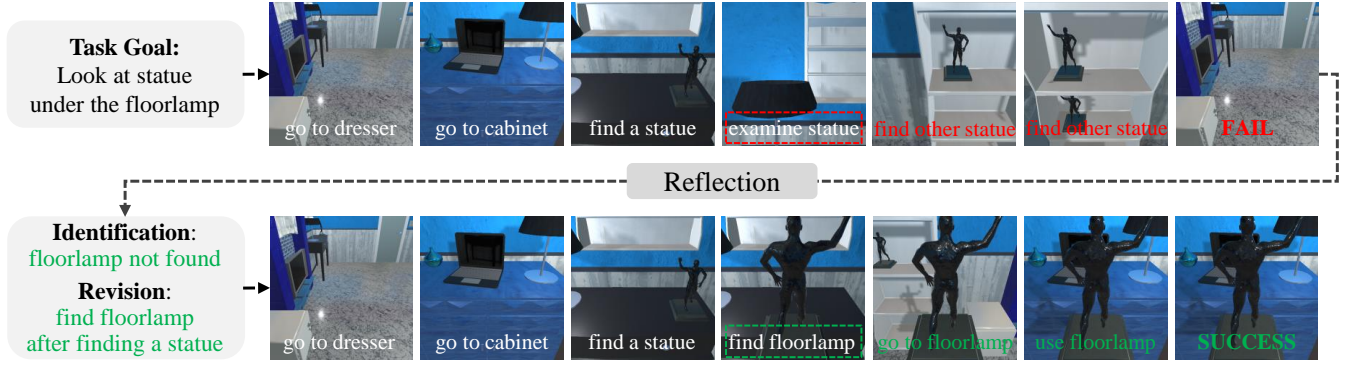 Task Goal:
Look at statue
under the floorlamp
go to dresser
go to cabinet
find a statue
examine statue
find other statue
find other statue
FAIL
Reflection
Identification:
floorlamp not found
Revision:
find floorlamp
after finding a statue
go to dresser
go to cabinet
find a statue
find floorlamp
go to floorlamp
use floorlamp
SUCCESS